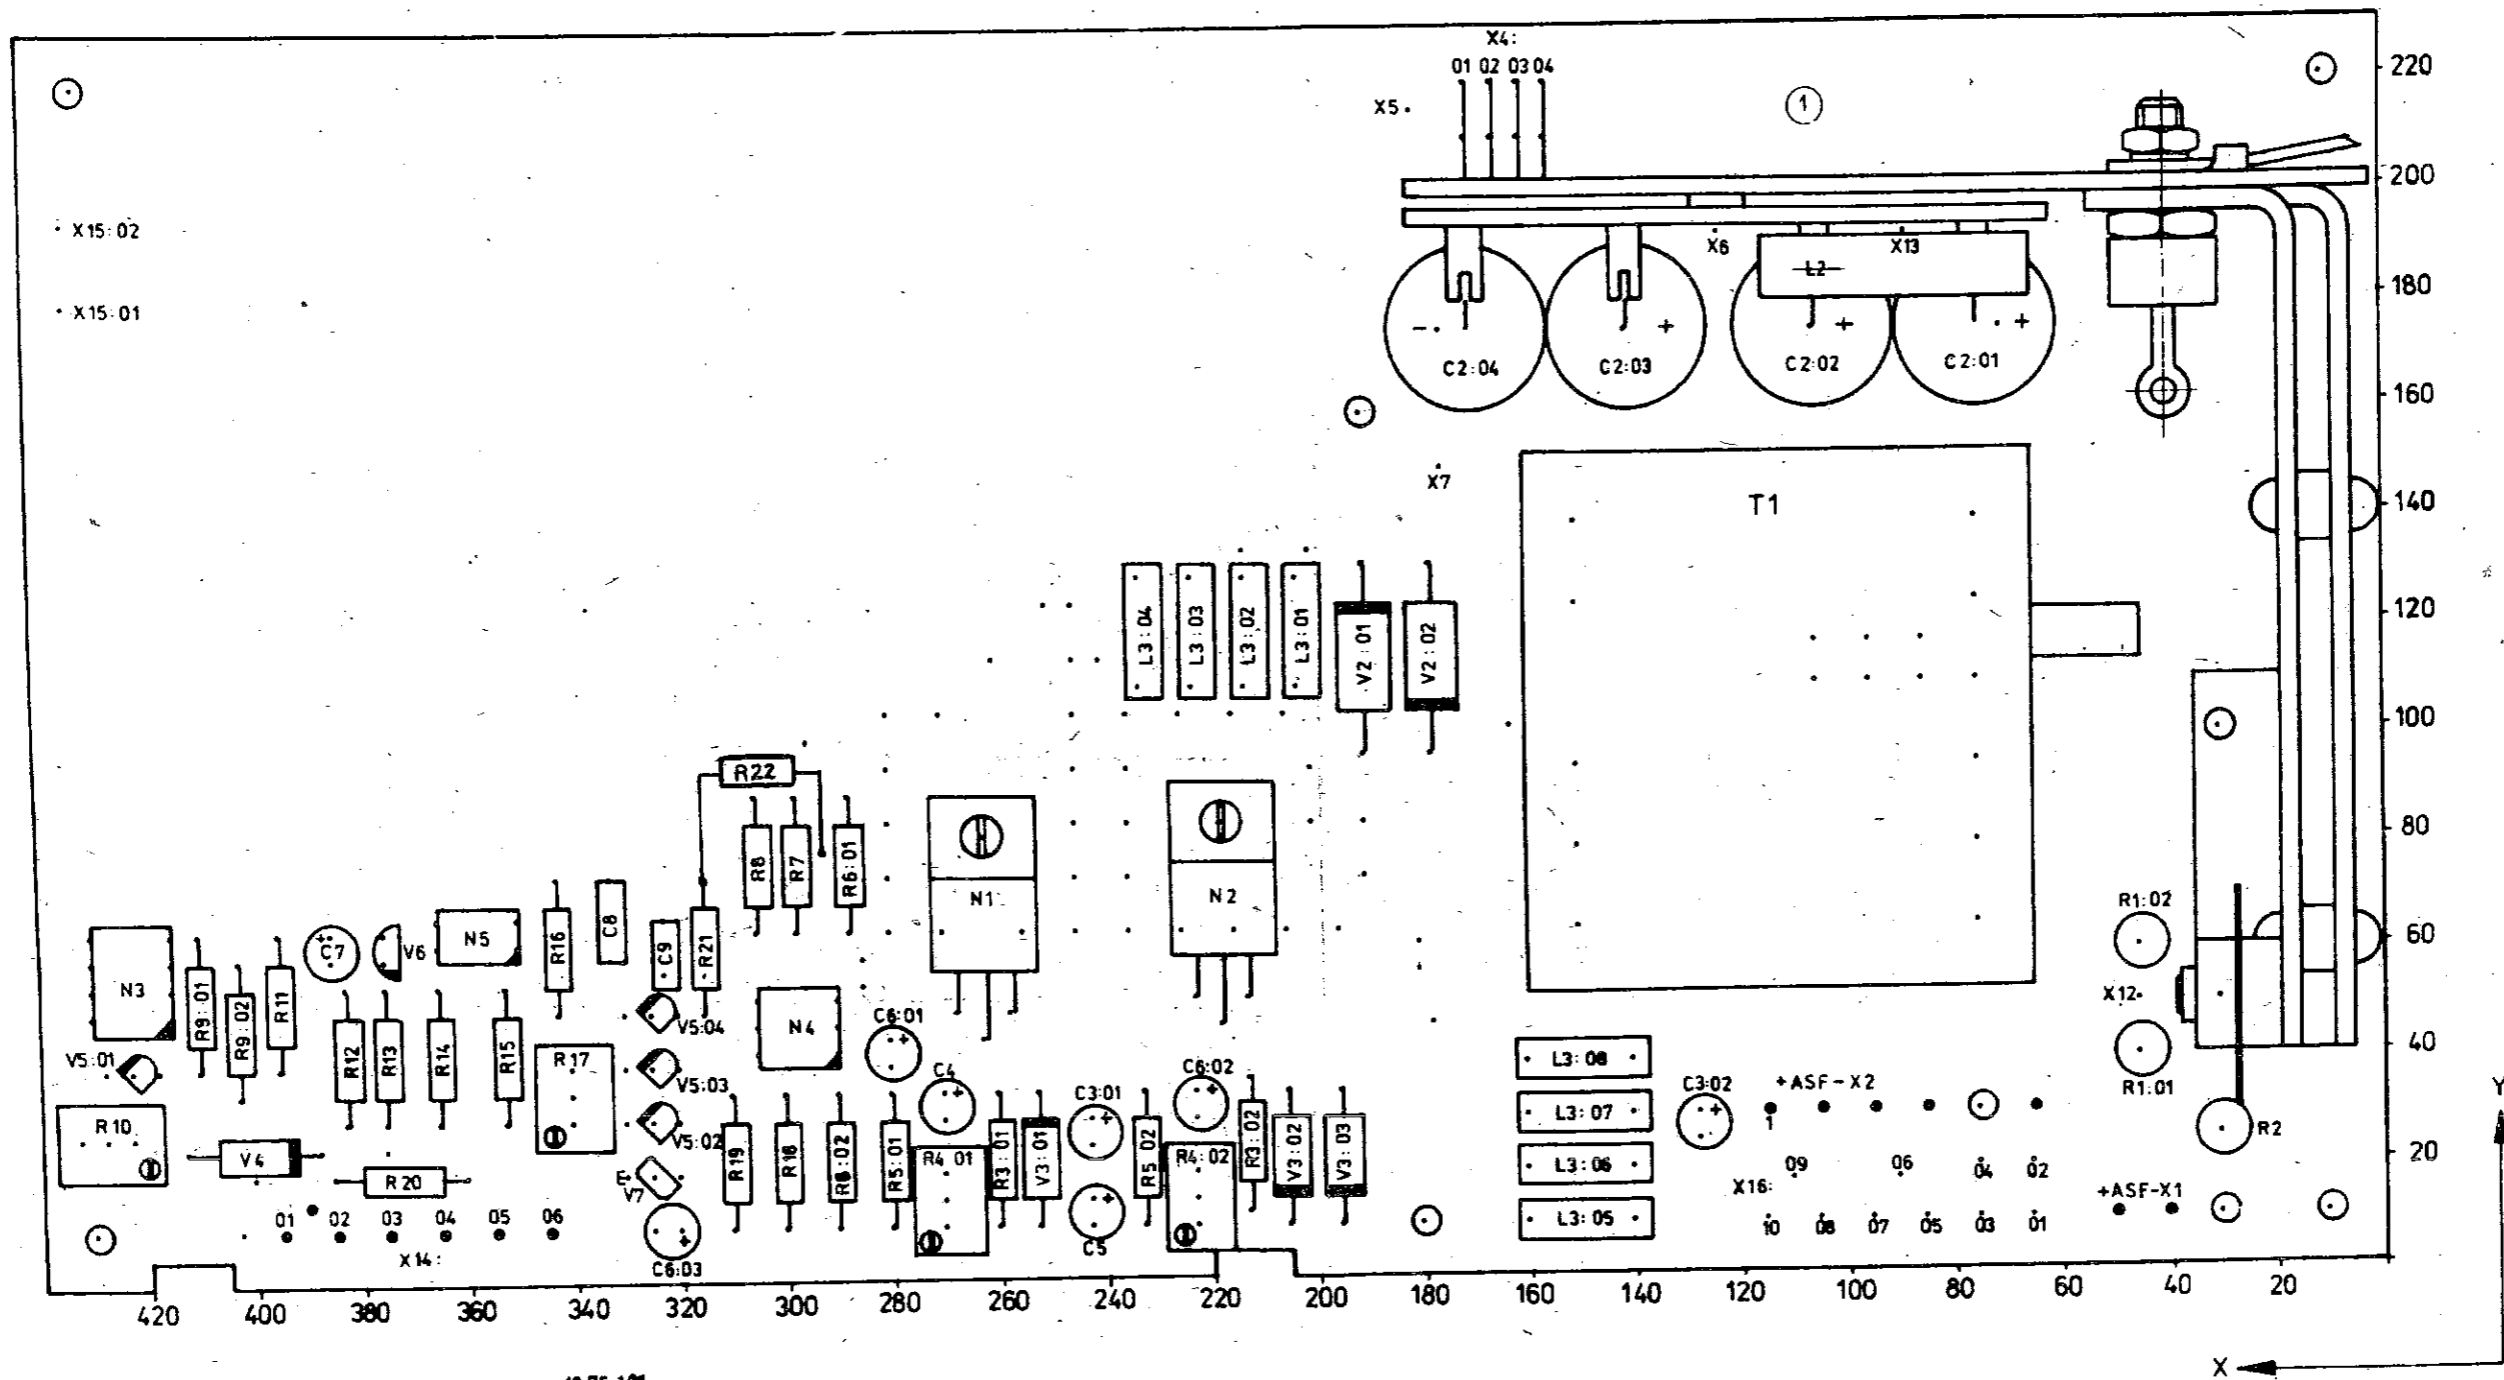 X4:
01 02 03 04
220
X5
1
200
X15:02
X6
X13
L2
180
X15:01
- + + +
C2:04
C2:03
C2:02
C2:01
160
X7
T1
140
L3:04
L3:03
L3:02
L3:01
V2:01
V2:02
120
100
R22
80
R8
R7
R6:01
N1
N2
R1:02
60
N3
R9:01
R9:02
R11
+
C7
V6
N5
R16
C8
C9
R21
X12
V5:04
N4
C6:01
+
40
V5:01
R12
R13
R14
R15
R17
V5:03
C4
+
C3:01
+
C6:02
+
L3:08
C3:02
+
+ASF-X2
R1:01
Y
R10
V5:02
R19
R18
R6:02
R5:01
R4 01
R3:01
V3:01
R5:02
R4:02
R3:02
V3:02
V3:03
L3:07
1
R2
V4
R20
E
V7
L3:06
09
06
04
02
20
X16:
+ASF-X1
01 02 03 04 05 06
+
C5
+
L3:05
10 08 07 05 03 01
X14:
C6:03
+
420 400 380 360 340 320 300 280 260 240 220 200 180 160 140 120 100 80 60 40 20
X